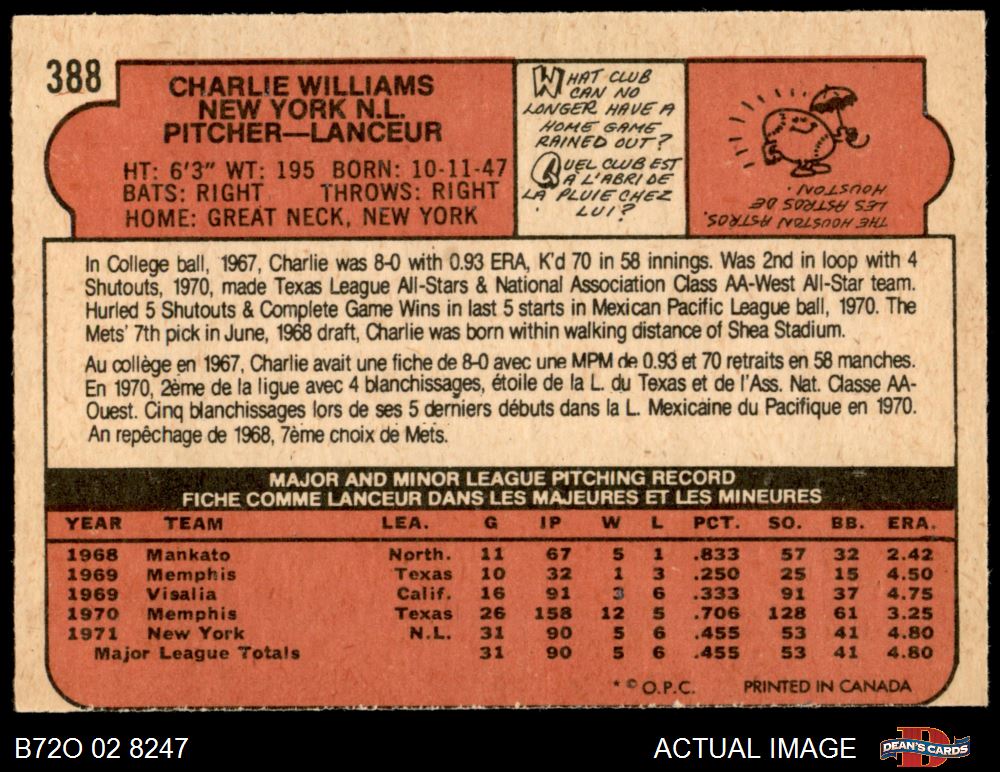 388
CHARLIE WILLIAMS
NEW YORK N.L.
PITCHER—LANCEUR
HT: 6'3" WT: 195 BORN: 10-11-47
BATS: RIGHT THROWS: RIGHT
HOME: GREAT NECK, NEW YORK
WHAT CLUB
CAN NO
LONGER HAVE A
HOME GAME
RAINED OUT?
QUEL CLUB EST
À L'ABRI DE
LA PLUIE CHEZ
LUI?
THE HOUSTON ASTROS.
LES ASTROS DE
HOUSTON.
In College ball, 1967, Charlie was 8-0 with 0.93 ERA, K'd 70 in 58 innings. Was 2nd in loop with 4
Shutouts, 1970, made Texas League All-Stars & National Association Class AA-West All-Star team.
Hurled 5 Shutouts & Complete Game Wins in last 5 starts in Mexican Pacific League ball, 1970. The
Mets' 7th pick in June, 1968 draft, Charlie was born within walking distance of Shea Stadium.
Au collège en 1967, Charlie avait une fiche de 8-0 avec une MPM de 0.93 et 70 retraits en 58 manches.
En 1970, 2ème de la ligue avec 4 blanchissages, étoile de la L. du Texas et de l'Ass. Nat. Classe AA-
Ouest. Cinq blanchissages lors de ses 5 derniers débuts dans la L. Mexicaine du Pacifique en 1970.
An repêchage de 1968, 7ème choix de Mets.
MAJOR AND MINOR LEAGUE PITCHING RECORD
FICHE COMME LANCEUR DANS LES MAJEURES ET LES MINEURES
YEAR TEAM LEA. G IP W L PCT. SO. BB. ERA.
1968 Mankato North. 11 67 5 1 .833 57 32 2.42
1969 Memphis Texas 10 32 1 3 .250 25 15 4.50
1969 Visalia Calif. 16 91 3 6 .333 91 37 4.75
1970 Memphis Texas 26 158 12 5 .706 128 61 3.25
1971 New York N.L. 31 90 5 6 .455 53 41 4.80
Major League Totals 31 90 5 6 .455 53 41 4.80
* © O.P.C. PRINTED IN CANADA
B72O 02 8247 ACTUAL IMAGE DEAN'S CARDS